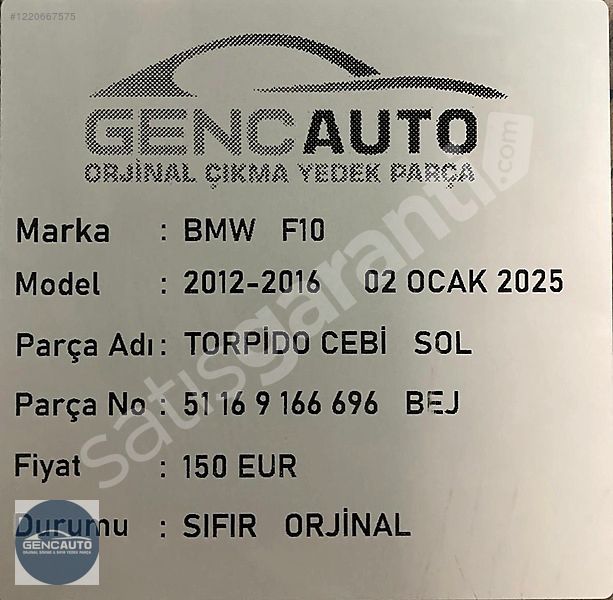 #1220667575
GENCAUTO
ORJİNAL ÇIKMA YEDEK PARÇA
satışgaranti.com
Marka : BMW F10
Model : 2012-2016 02 OCAK 2025
Parça Adı : TORPİDO CEBİ SOL
Parça No : 51 16 9 166 696 BEJ
Fiyat : 150 EUR
Durumu : SIFIR ORJİNAL
GENCAUTO